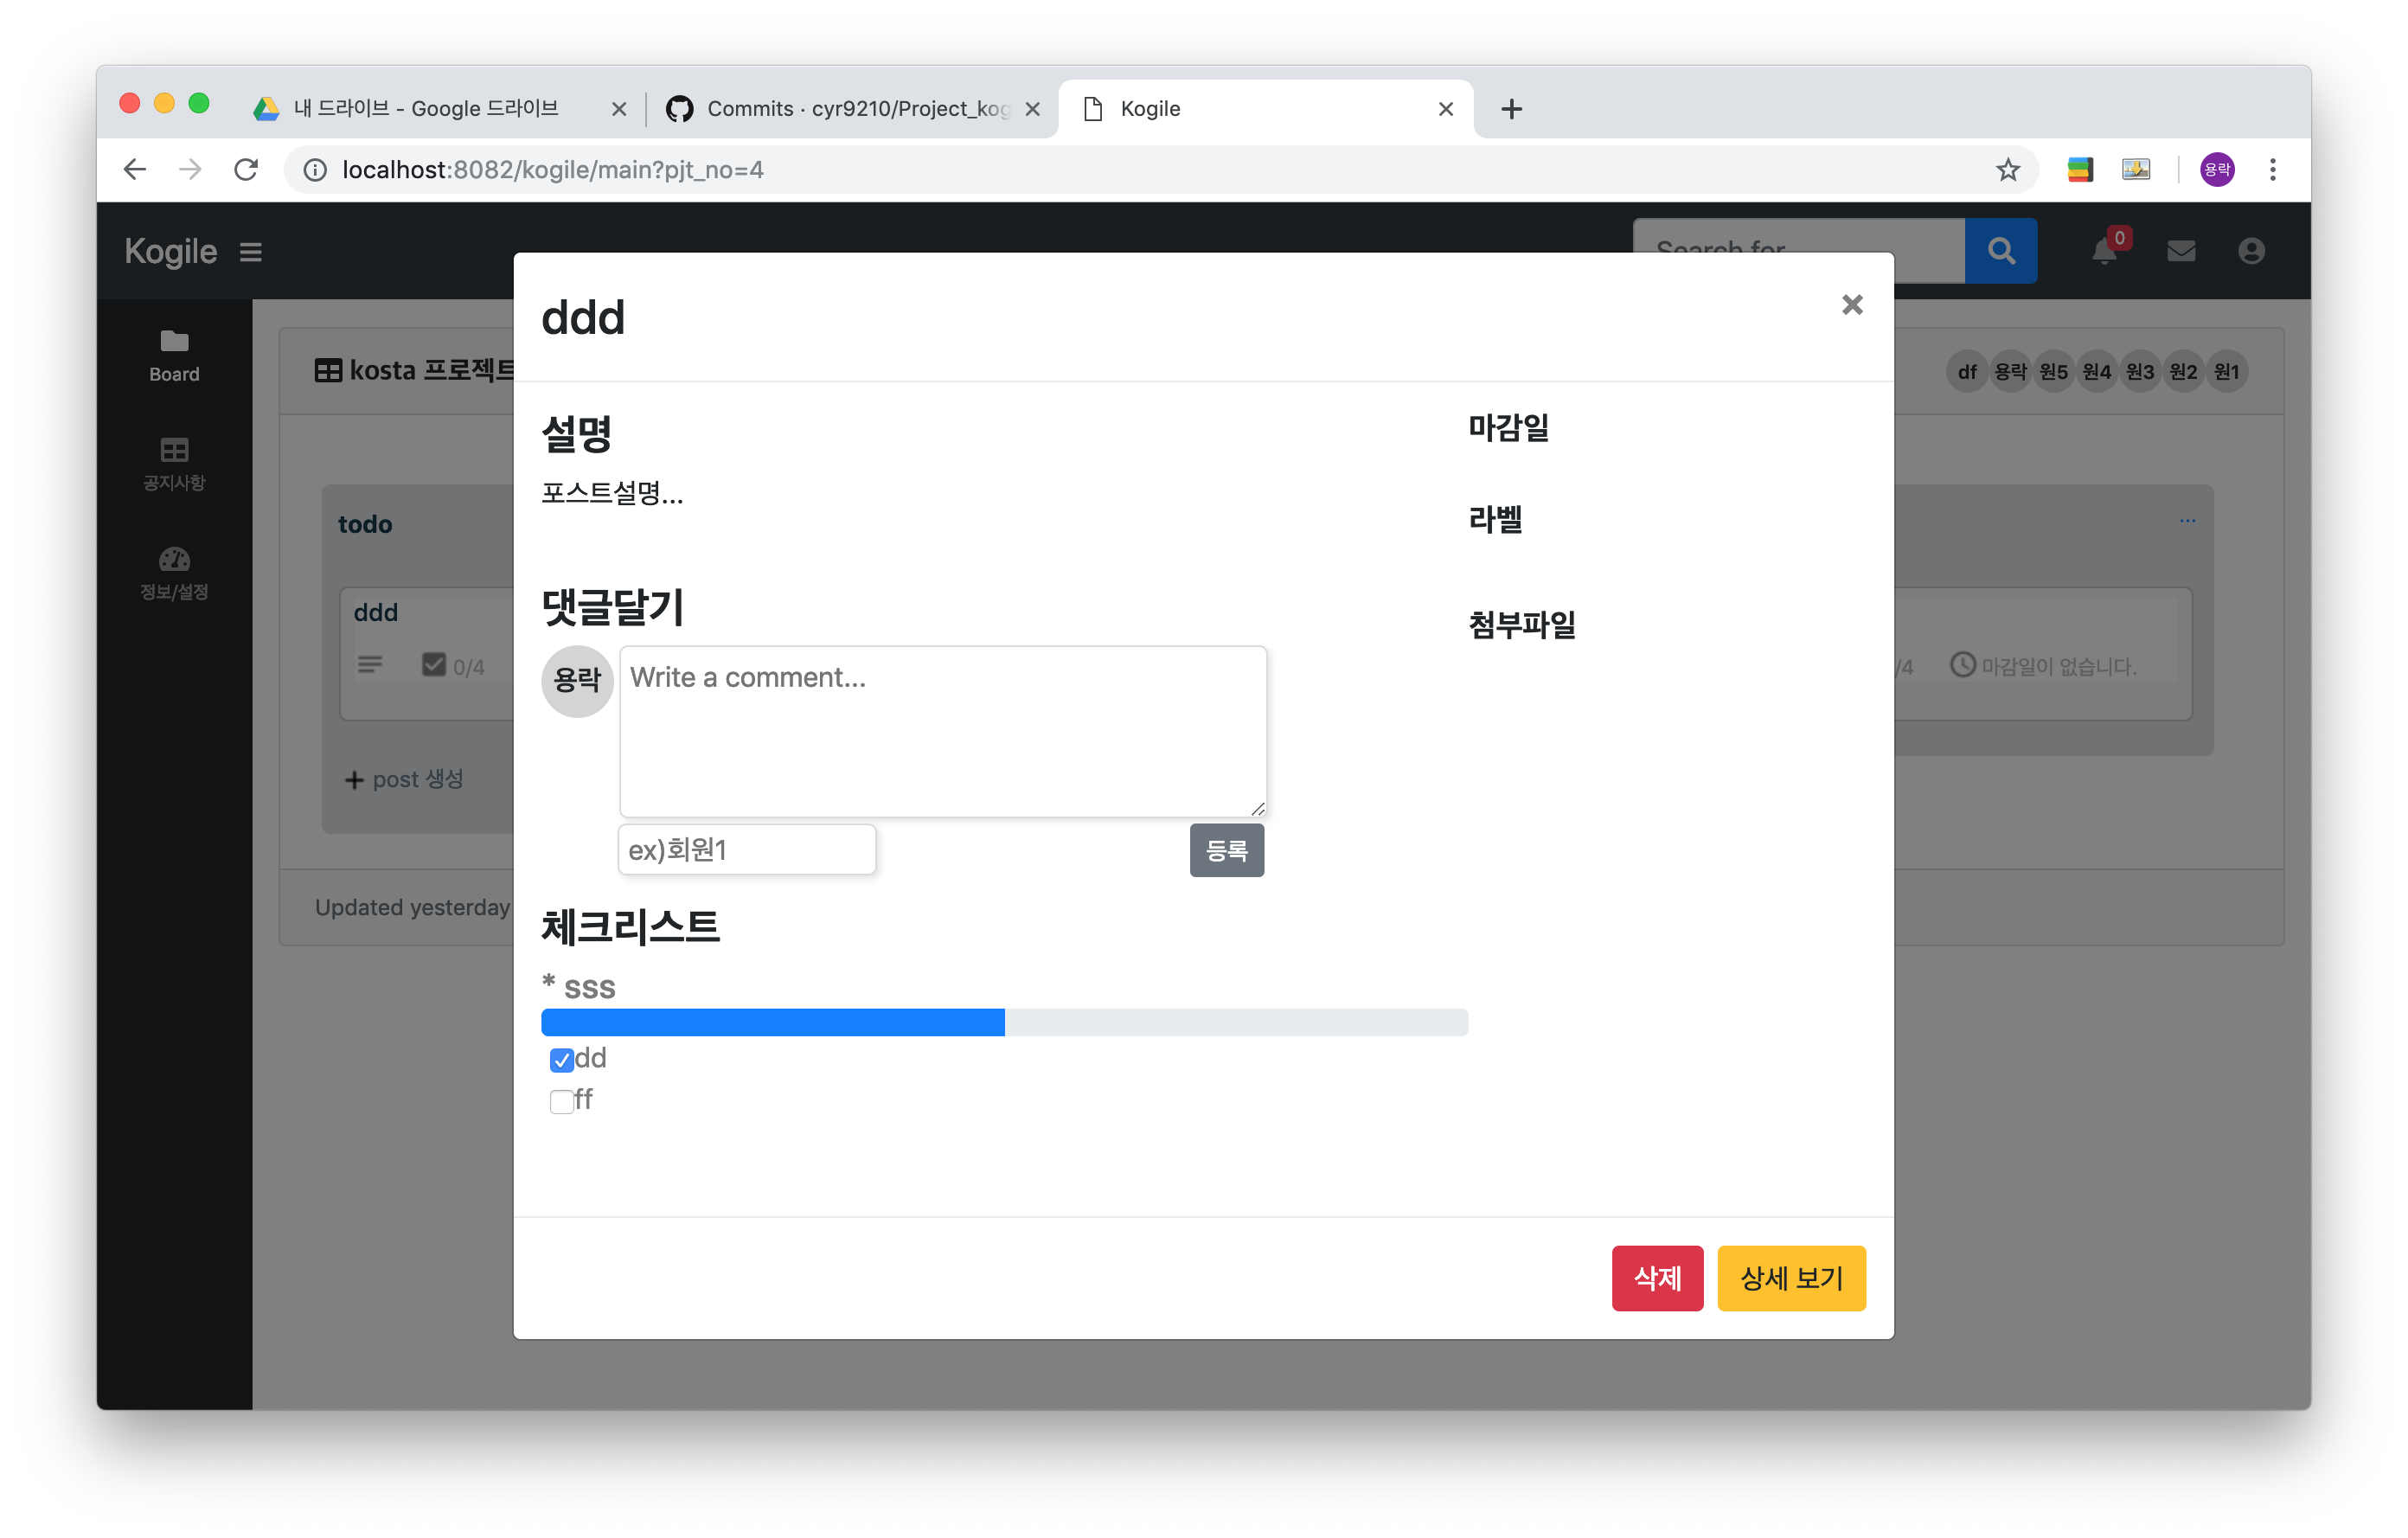 내 드라이브 - Google 드라이브
Commits · cyr9210/Project_kog
Kogile
localhost:8082/kogile/main?pjt_no=4
용락
Kogile
Search for
0
Board
공지사항
정보/설정
kosta 프로젝트
df 용락 원5 원4 원3 원2 원1
todo
...
ddd
0/4
/4 마감일이 없습니다.
post 생성
Updated yesterday
ddd
×
설명
포스트설명...
마감일
라벨
첨부파일
댓글달기
용락
Write a comment...
ex)회원1
등록
체크리스트
* sss
dd
ff
삭제
상세 보기